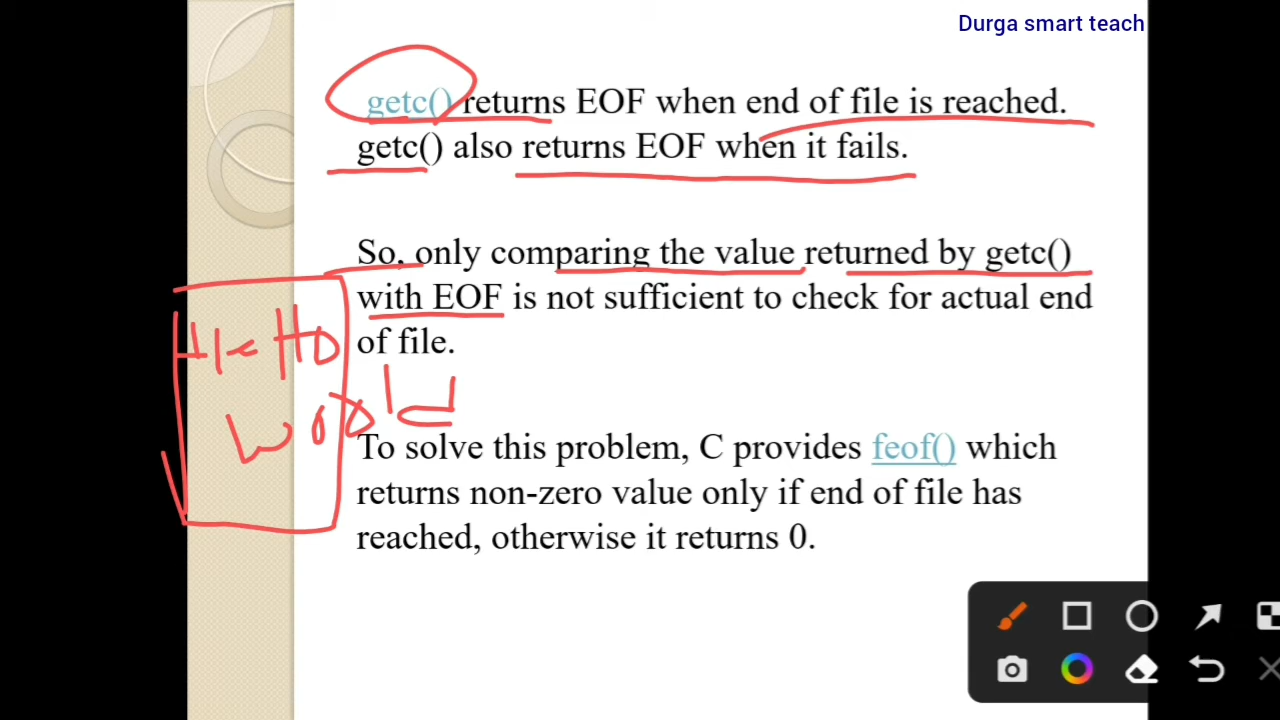 Durga smart teach
getc() returns EOF when end of file is reached.
getc() also returns EOF when it fails.
So, only comparing the value returned by getc()
with EOF is not sufficient to check for actual end
of file.
Hello
World
To solve this problem, C provides feof() which
returns non-zero value only if end of file has
reached, otherwise it returns 0.